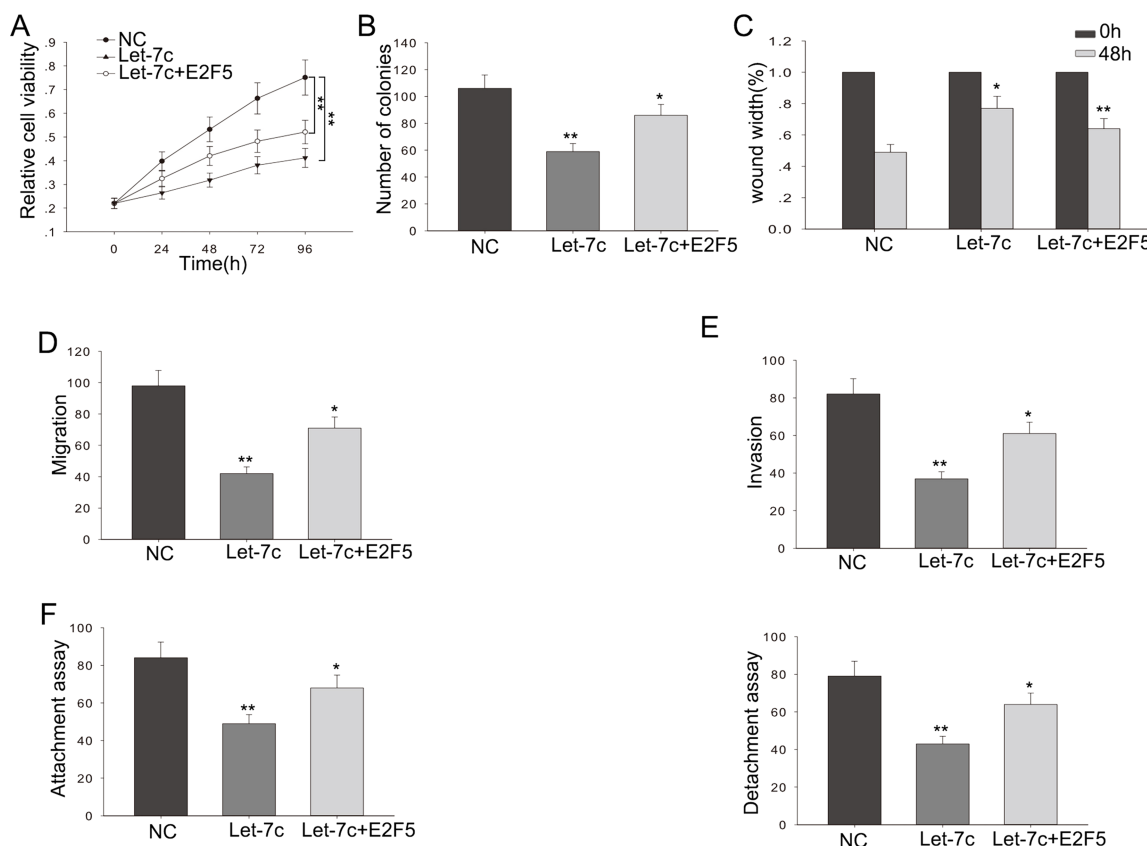 A
NC
Let-7c
Let-7c+E2F5
Relative cell viability
.9
.8
.7
.6
.5
.4
.3
.2
.1
**
**
0 24 48 72 96
Time(h)
B
Number of colonies
140
120
100
80
60
40
20
0
**
*
NC Let-7c Let-7c+E2F5
C
0h
48h
wound width(%)
1.2
1.0
.8
.6
.4
.2
0.0
*
**
NC Let-7c Let-7c+E2F5
D
Migration
120
100
80
60
40
20
0
**
*
NC Let-7c Let-7c+E2F5
E
Invasion
100
80
60
40
20
0
**
*
NC Let-7c Let-7c+E2F5
F
Attachment assay
100
80
60
40
20
0
**
*
NC Let-7c Let-7c+E2F5
Detachment assay
100
80
60
40
20
0
**
*
NC Let-7c Let-7c+E2F5